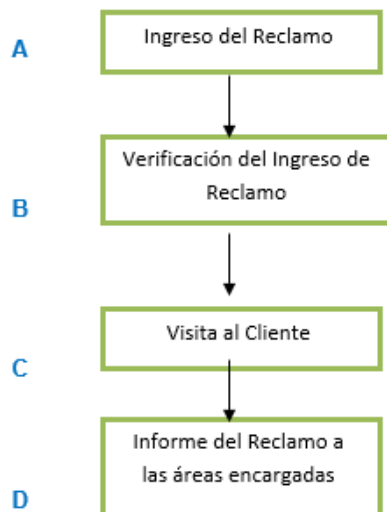 A
Ingreso del Reclamo
B
Verificación del Ingreso de
Reclamo
C
Visita al Cliente
D
Informe del Reclamo a
las áreas encargadas